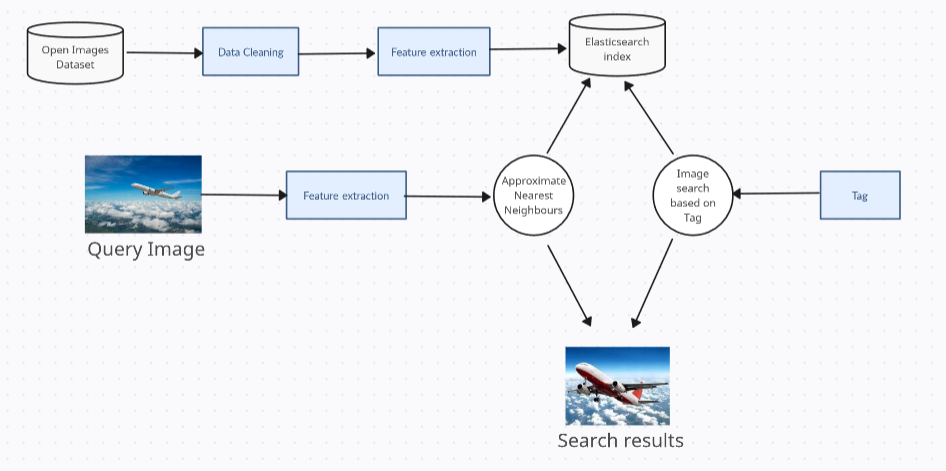 Open Images
Dataset
Data Cleaning
Feature extraction
Elasticsearch
index
Query Image
Feature extraction
Approximate
Nearest
Neighbours
Image
search
based on
Tag
Tag
Search results